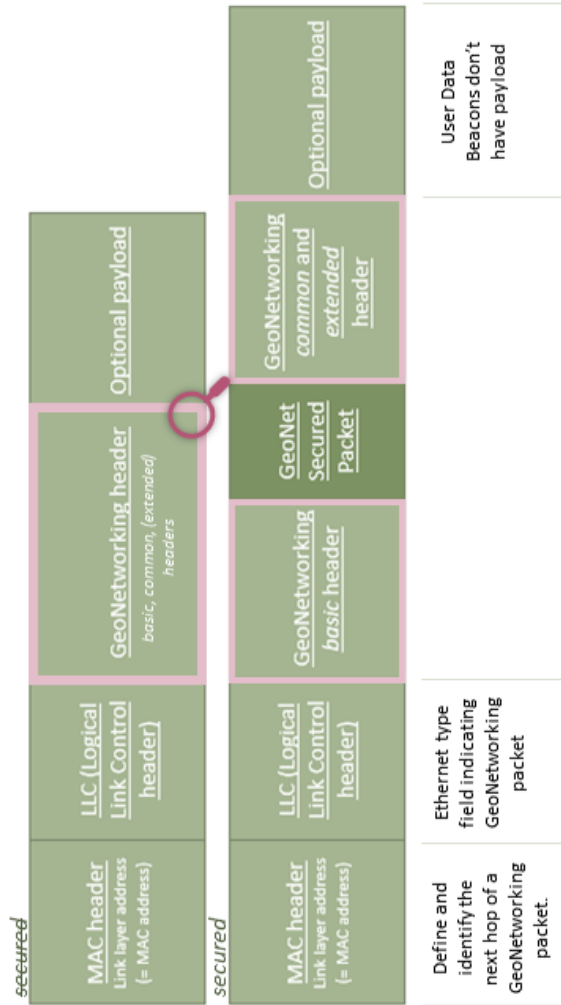 secured
MAC header
Link layer address
(= MAC address)
LLC (Logical
Link Control
header)
GeoNetworking header
basic, common, (extended)
headers
Optional payload
secured
MAC header
Link layer address
(= MAC address)
LLC (Logical
Link Control
header)
GeoNetworking
basic header
GeoNet
Secured
Packet
GeoNetworking
common and
extended
header
Optional payload
Define and
identify the
next hop of a
GeoNetworking
packet.
Ethernet type
field indicating
GeoNetworking
packet
User Data
Beacons don't
have payload